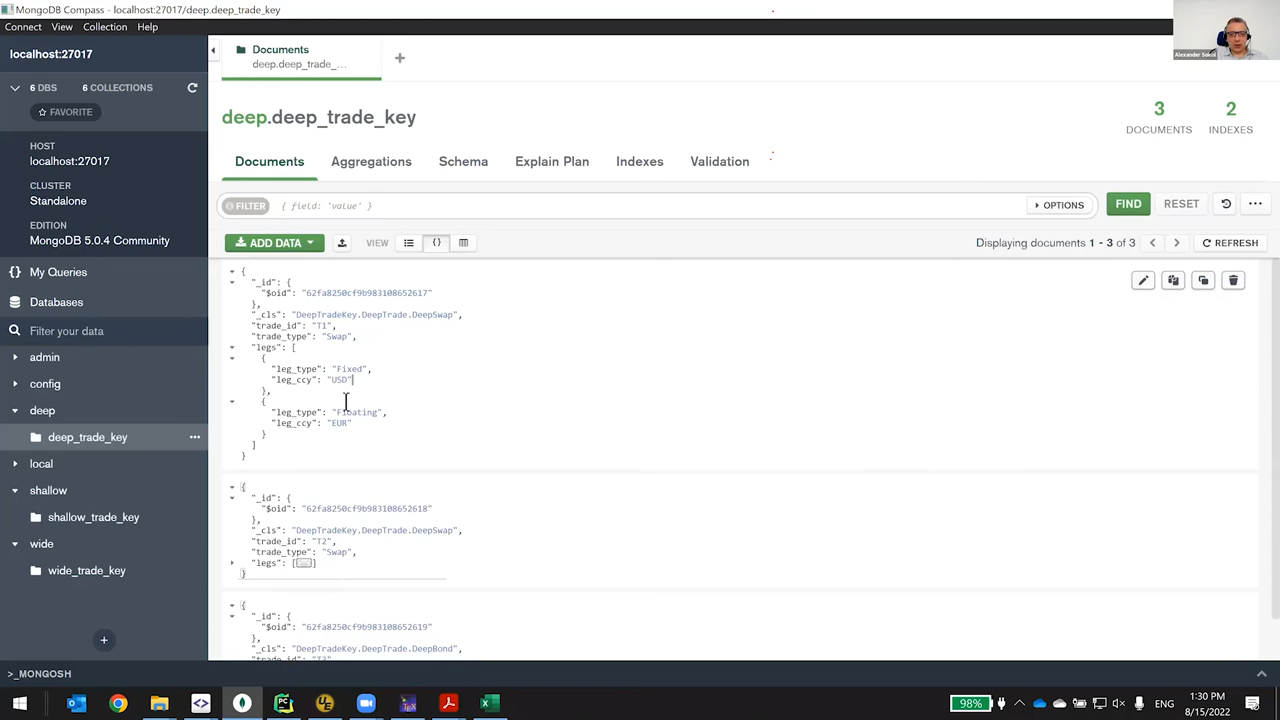 MongoDB Compass - localhost:27017/deep.deep_trade_key
Connect View Collection Help
localhost:27017
Documents
deep.deep_trade_...
Alexander Sokol
6 DBS 6 COLLECTIONS
FAVORITE
HOST
localhost:27017
CLUSTER
Standalone
EDITION
MongoDB 5.0.4 Community
My Queries
Databases
Filter your data
admin
config
deep
deep_trade_key
local
shallow
shallow_trade_key
wide
wide_trade_key
deep.deep_trade_key
3
DOCUMENTS
2
INDEXES
Documents Aggregations Schema Explain Plan Indexes Validation
FILTER { field: 'value' } OPTIONS FIND RESET
ADD DATA VIEW {} Displaying documents 1 - 3 of 3 REFRESH
{
"_id": {
"$oid": "62fa8250cf9b983108652617"
},
"_cls": "DeepTradeKey.DeepTrade.DeepSwap",
"trade_id": "T1",
"trade_type": "Swap",
"legs": [
{
"leg_type": "Fixed",
"leg_ccy": "USD"
},
{
"leg_type": "Floating",
"leg_ccy": "EUR"
}
]
}
{
"_id": {
"$oid": "62fa8250cf9b983108652618"
},
"_cls": "DeepTradeKey.DeepTrade.DeepSwap",
"trade_id": "T2",
"trade_type": "Swap",
"legs": [...]
}
{
"_id": {
"$oid": "62fa8250cf9b983108652619"
},
"_cls": "DeepTradeKey.DeepTrade.DeepBond",
>_MONGOSH
98% ENG
1:30 PM
8/15/2022